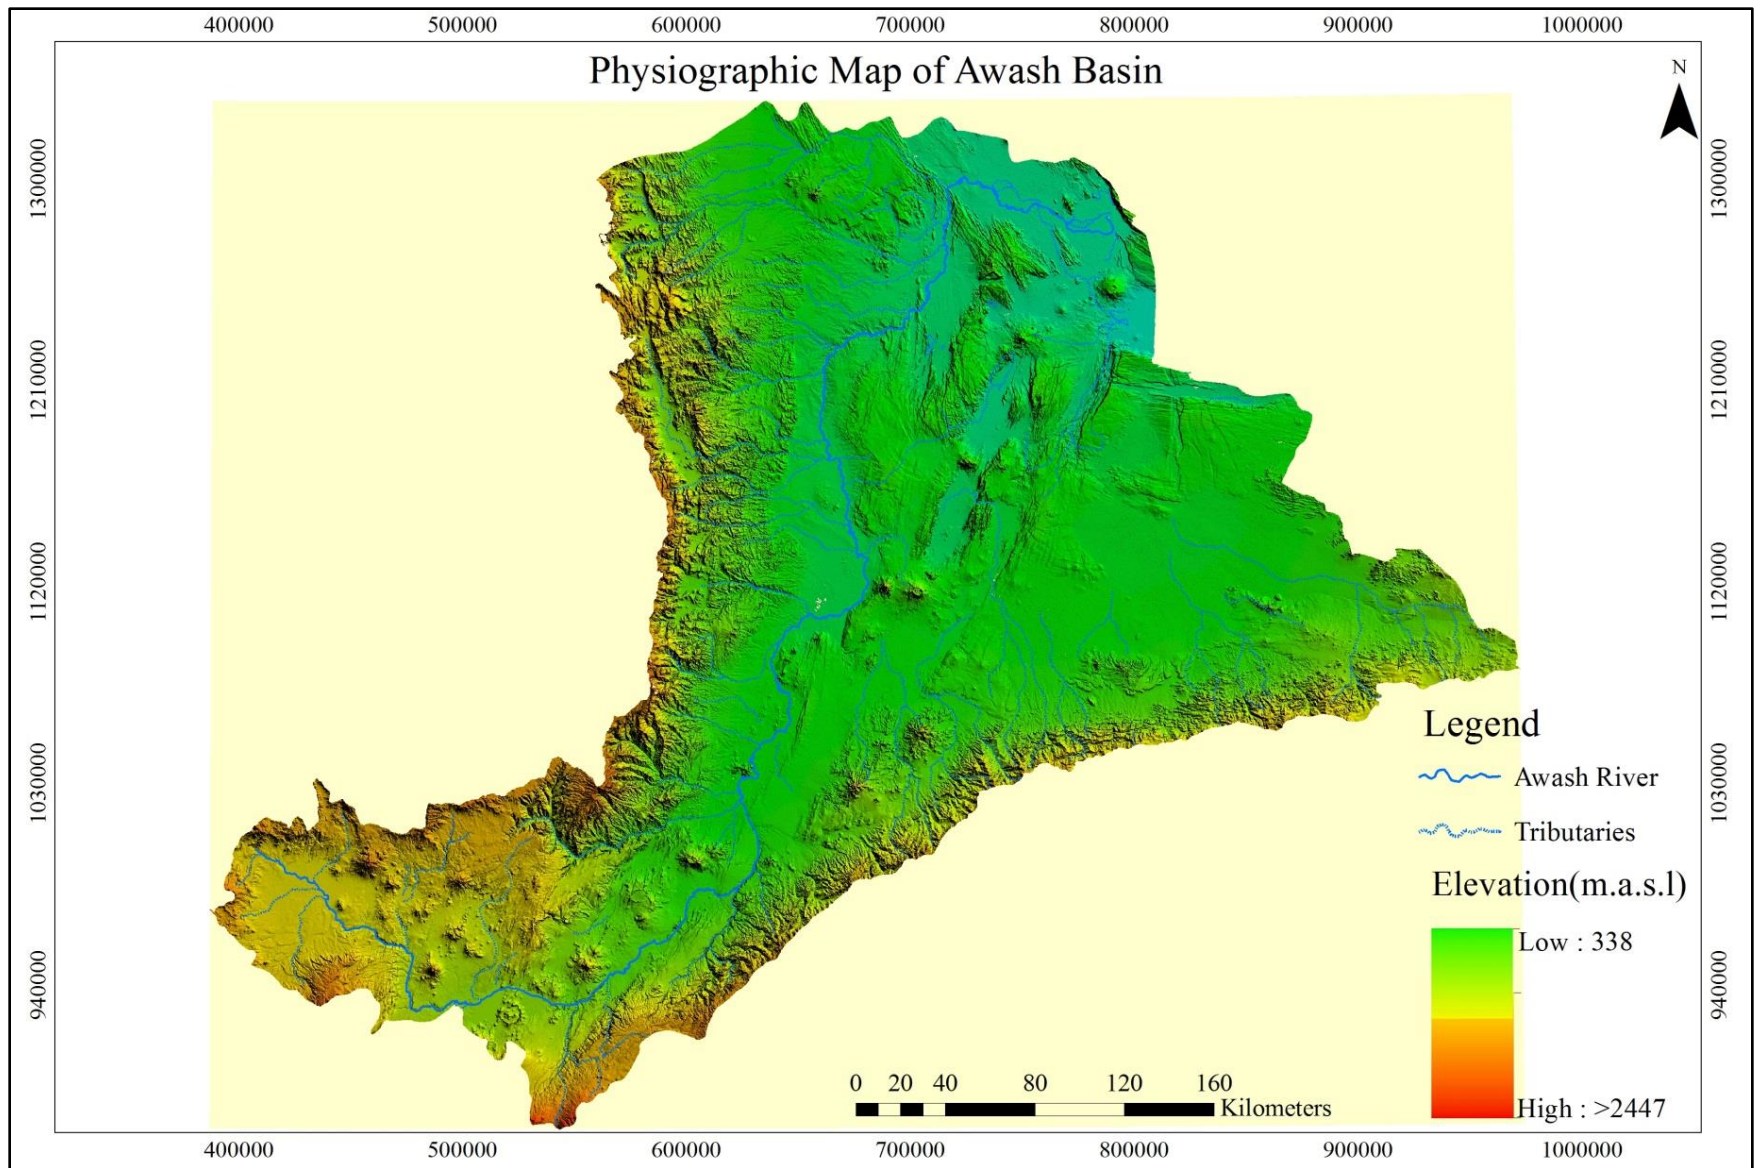 400000 500000 600000 700000 800000 900000 1000000
Physiographic Map of Awash Basin
N
1300000
1300000
1210000
1210000
1120000
1120000
1030000
1030000
940000
940000
Legend
Awash River
Tributaries
Elevation(m.a.s.l)
Low : 338
High : >2447
0 20 40 80 120 160
Kilometers
400000 500000 600000 700000 800000 900000 1000000